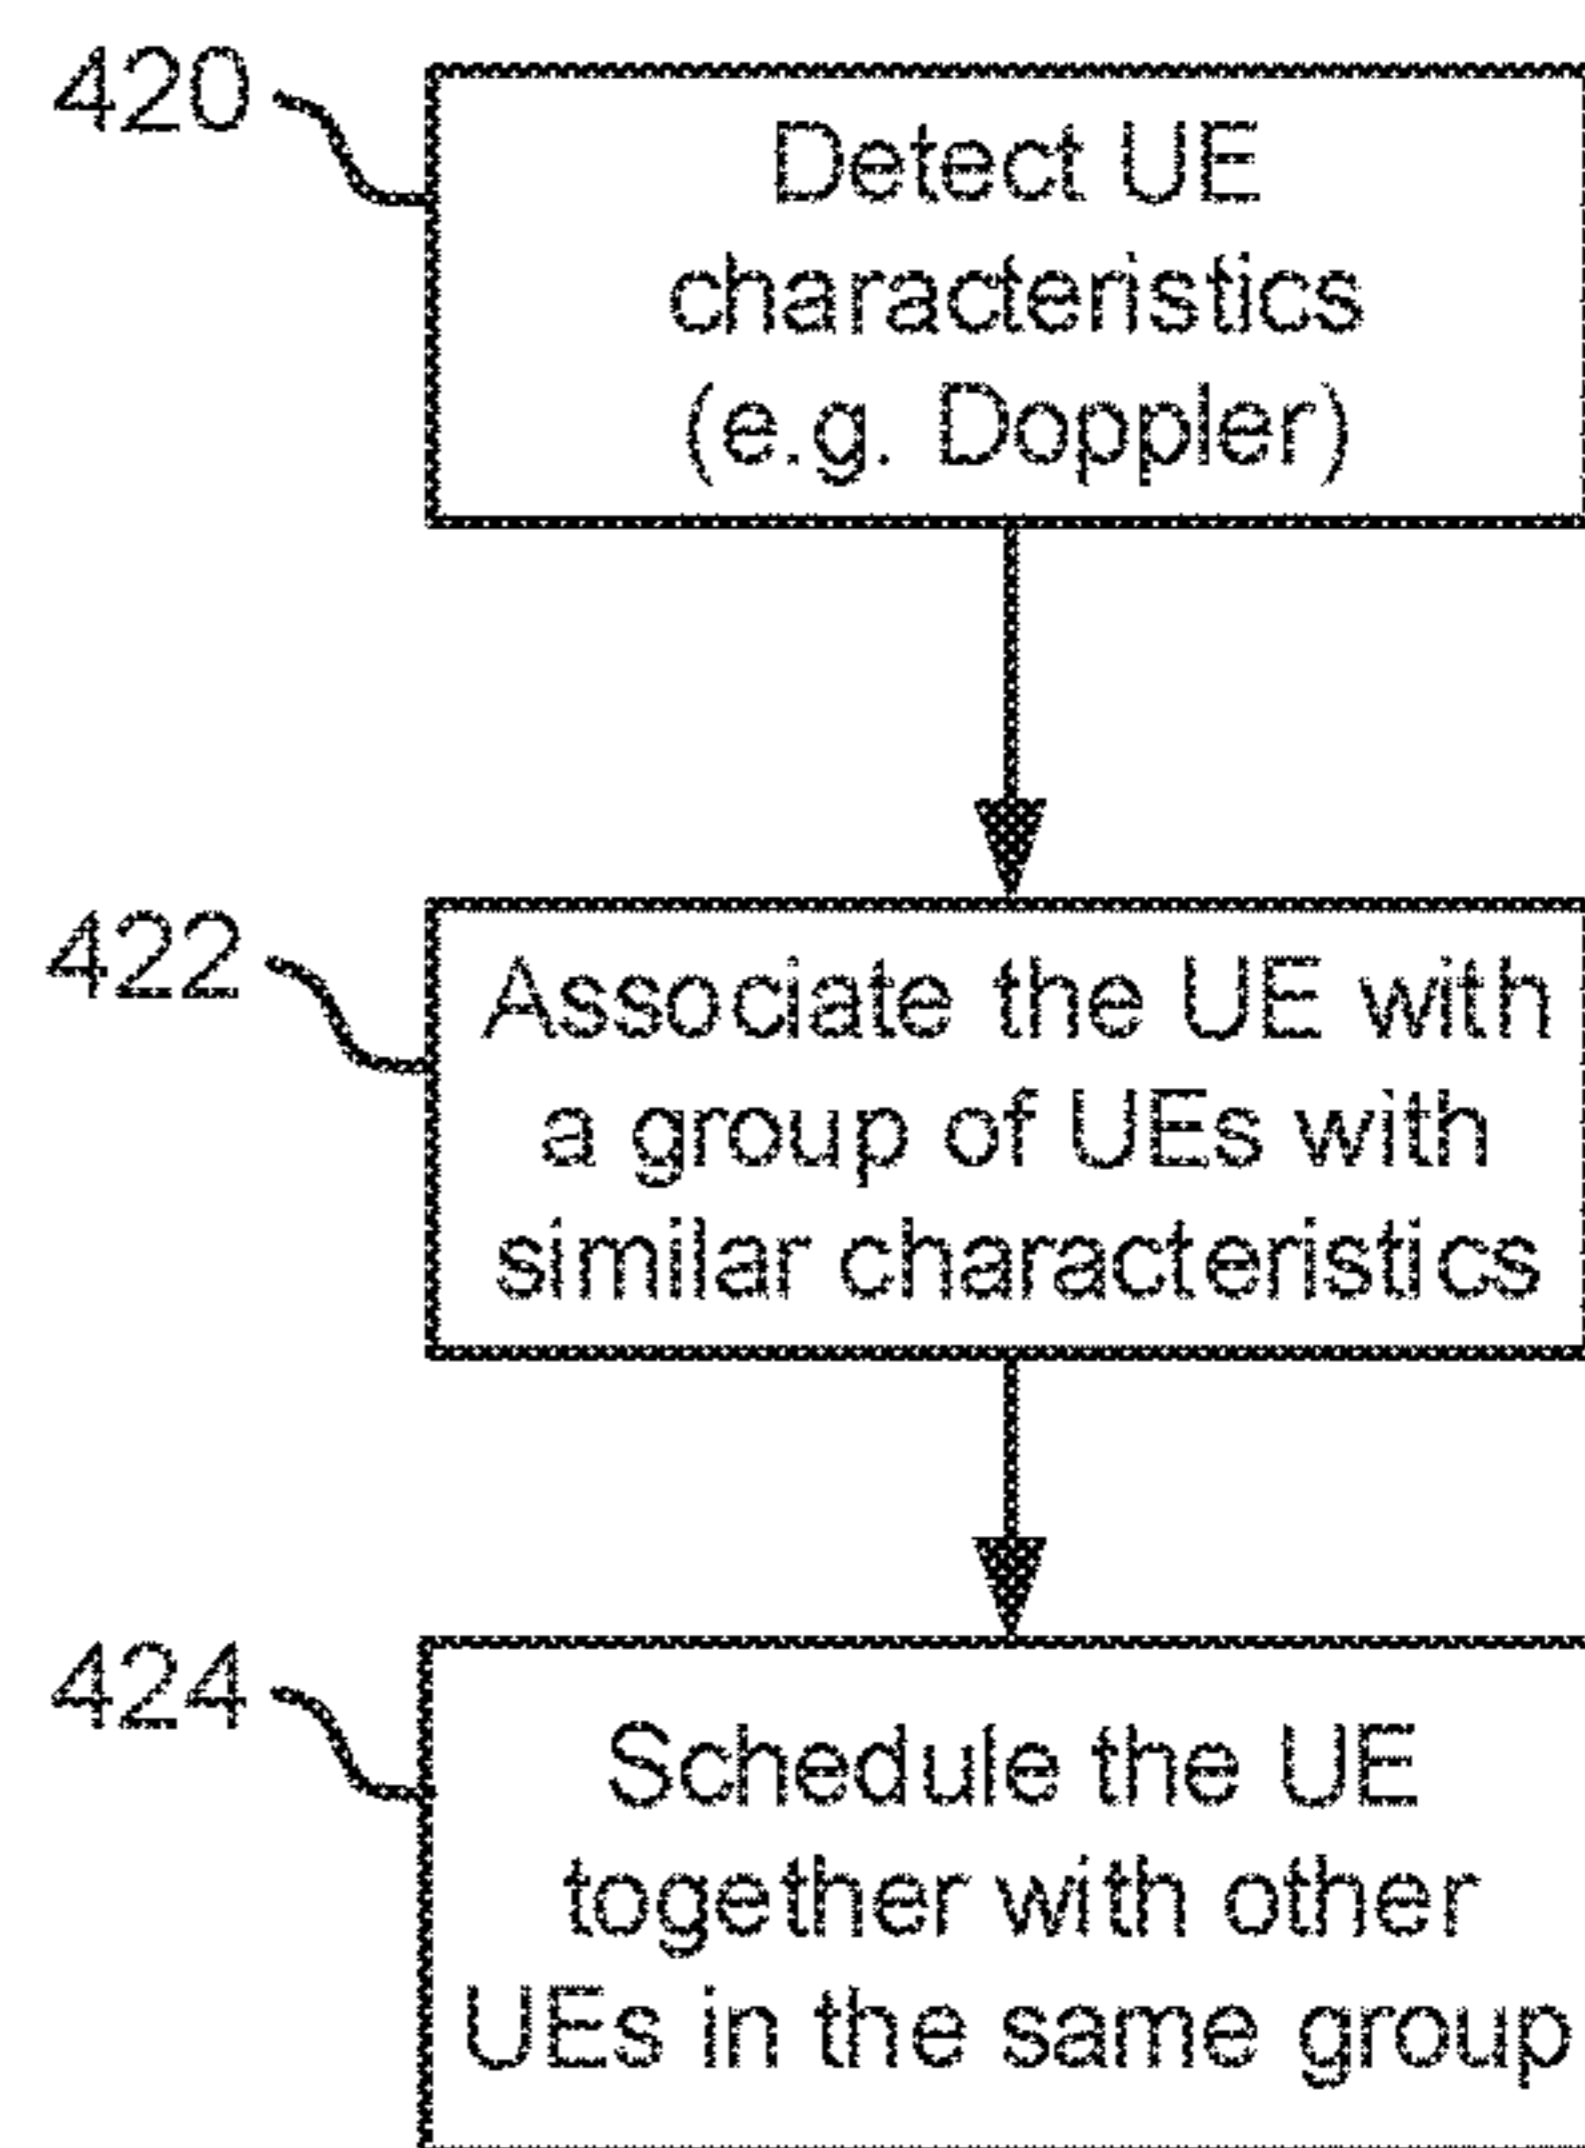 420
Detect UE
characteristics
(e.g. Doppler)
422
Associate the UE with
a group of UEs with
similar characteristics
424
Schedule the UE
together with other
UEs in the same group